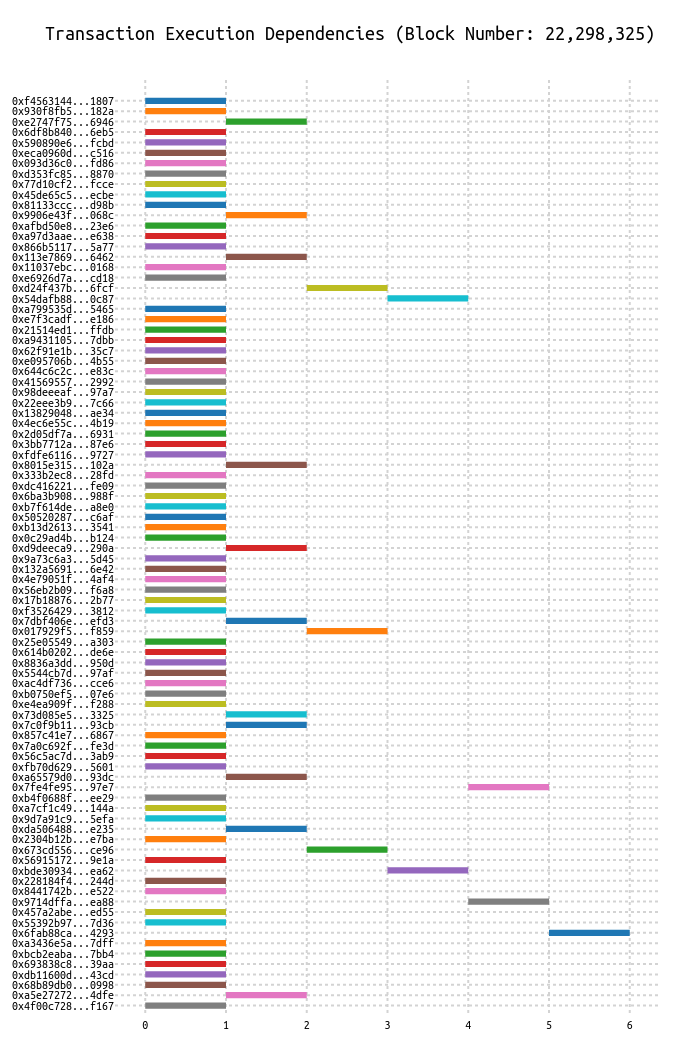 Transaction Execution Dependencies (Block Number: 22,298,325)
0xf4563144...1807
0x930f8fb5...182a
0xe2747f75...6946
0x6df8b840...6eb5
0x590890e6...fcbd
0xeca0960d...c516
0x093d36c0...fd86
0xd353fc85...8870
0x77d10cf2...fcce
0x45de65c5...ecbe
0x81133ccc...d98b
0x9906e43f...068c
0xafbd50e8...23e6
0xa97d3aae...e638
0x866b5117...5a77
0x113e7869...6462
0x11037ebc...0168
0xe6926d7a...cd18
0xd24f437b...6fcf
0x54dafb88...0c87
0xa799535d...5465
0xe7f3cadf...e186
0x21514ed1...ffdb
0xa9431105...7dbb
0x62f91e1b...35c7
0xe095706b...4b55
0x644c6c2c...e83c
0x41569557...2992
0x98deeeaf...97a7
0x22eee3b9...7c66
0x13829048...ae34
0x4ec6e55c...4b19
0x2d05df7a...6931
0x3bb7712a...87e6
0xfdfe6116...9727
0x8015e315...102a
0x333b2ec8...28fd
0xdc416221...fe09
0x6ba3b908...988f
0xb7f614de...a8e0
0x50520287...c6af
0xb13d2613...3541
0x0c29ad4b...b124
0xd9deeca9...290a
0x9a73c6a3...5d45
0x132a5691...6e42
0x4e79051f...4af4
0x56eb2b09...f6a8
0x17b18876...2b77
0xf3526429...3812
0x7dbf406e...efd3
0x017929f5...f859
0x25e05549...a303
0x614b0202...de6e
0x8836a3dd...950d
0x5544cb7d...97af
0xac4df736...cce6
0xb0750ef5...07e6
0xe4ea909f...f288
0x73d085e5...3325
0x7c0f9b11...93cb
0x857c41e7...6867
0x7a0c692f...fe3d
0x56c5ac7d...3ab9
0xfb70d629...5601
0xa65579d0...93dc
0x7fe4fe95...97e7
0xb4f0688f...ee29
0xa7cf1c49...144a
0x9d7a91c9...5efa
0xda506488...e235
0x2304b12b...e7ba
0x673cd556...ce96
0x56915172...9e1a
0xbde30934...ea62
0x228184f4...244d
0x8441742b...e522
0x9714dffa...ea88
0x457a2abe...ed55
0x55392b97...7d36
0x6fab88ca...4293
0xa3436e5a...7dff
0xbcb2eaba...7bb4
0x693838c8...39aa
0xdb11600d...43cd
0x68b89db0...0998
0xa5e27272...4dfe
0x4f00c728...f167
0 1 2 3 4 5 6